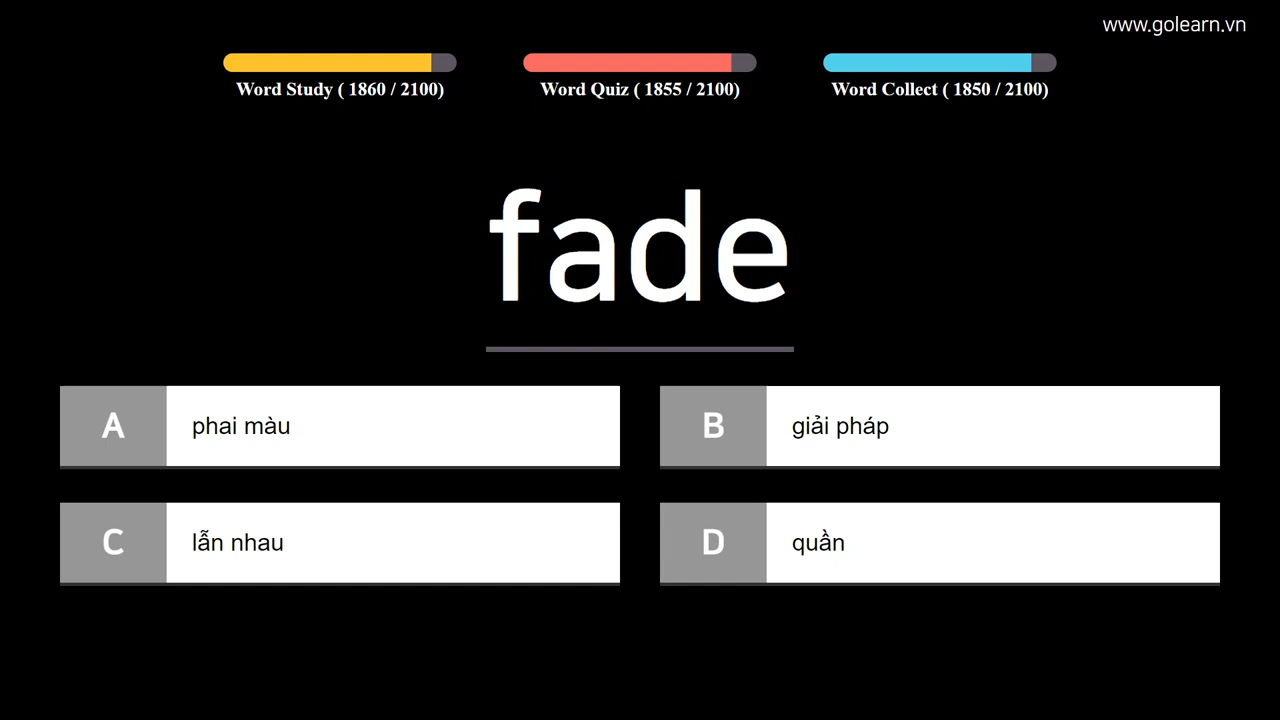 www.golearn.vn
Word Study ( 1860 / 2100)
Word Quiz ( 1855 / 2100)
Word Collect ( 1850 / 2100)
fade
A phai màu
B giải pháp
C lẫn nhau
D quần